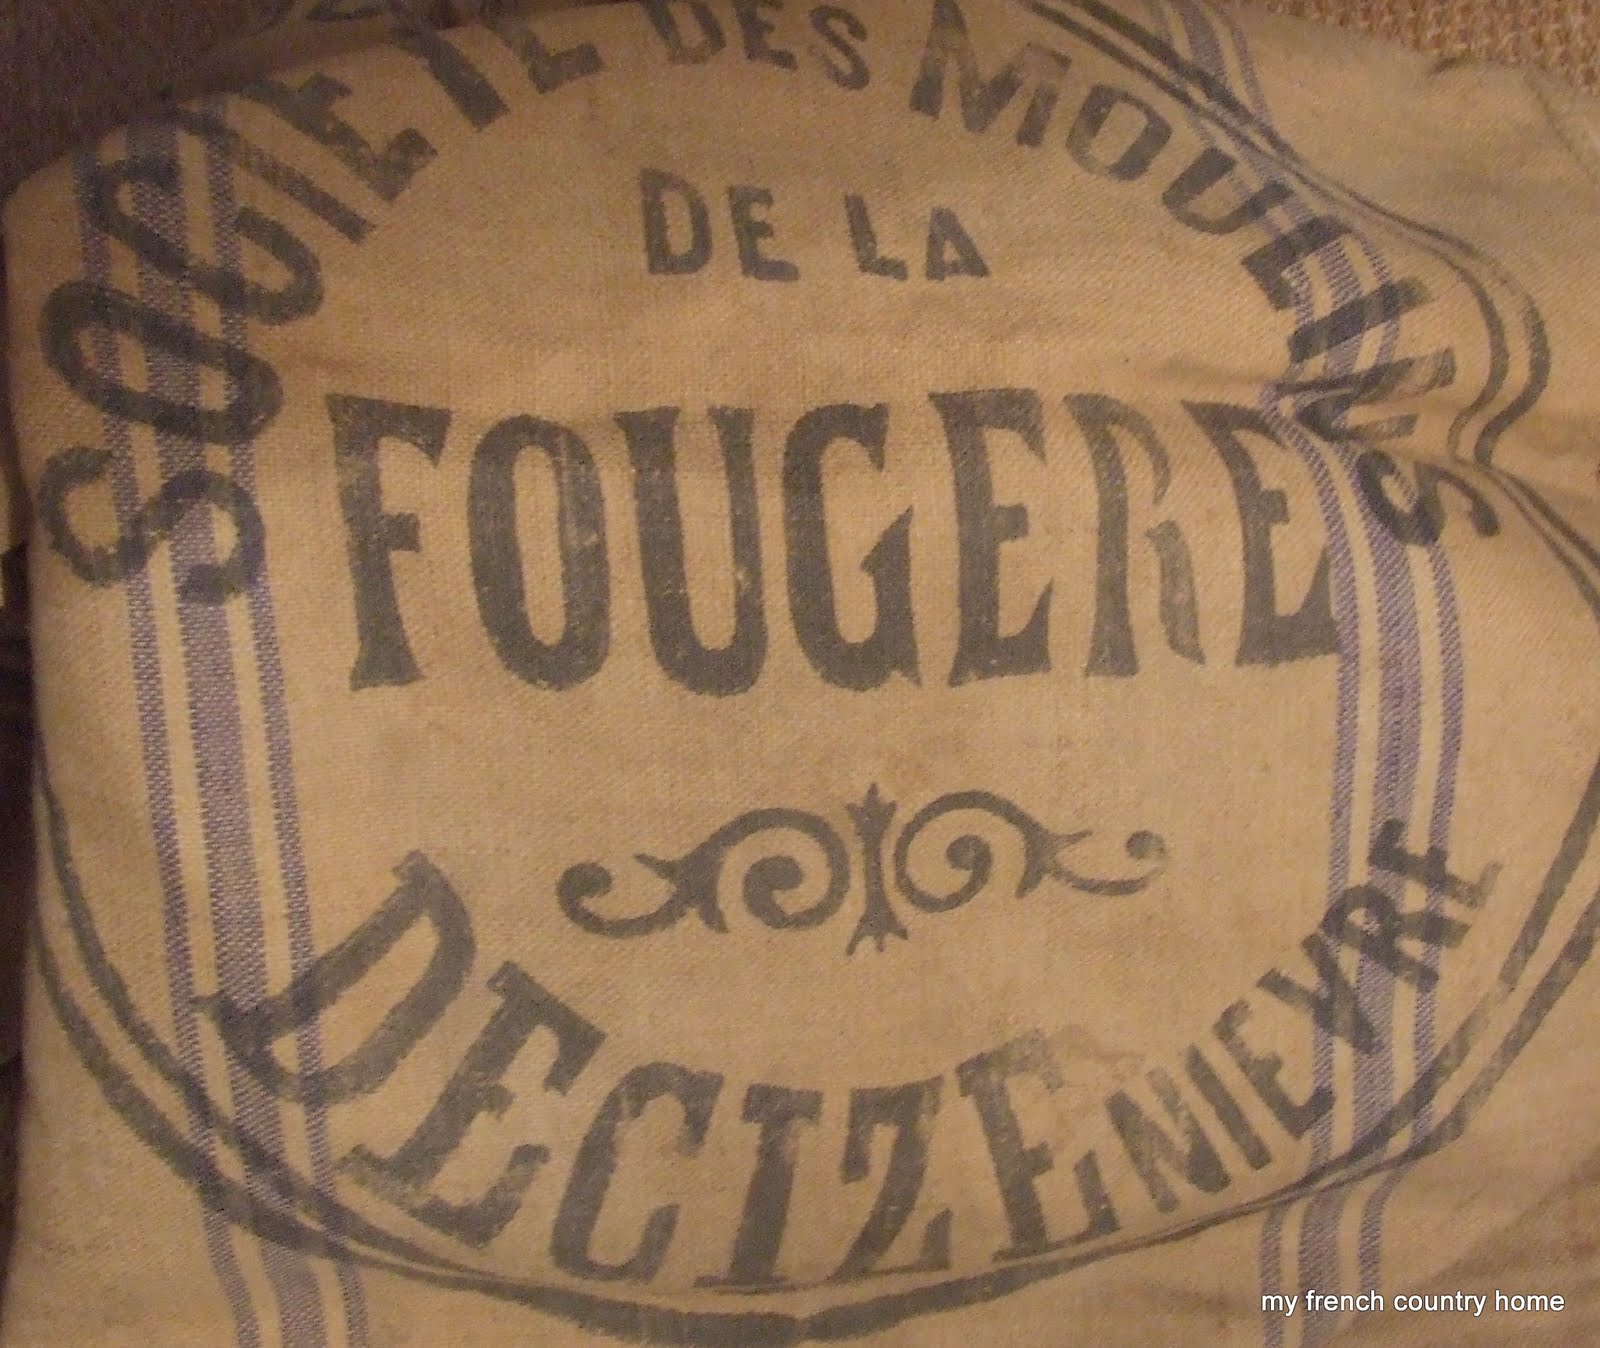 SOCIETE DES MOULINS
DE LA
FOUGERE
DECIZE NIEVRE
my french country home